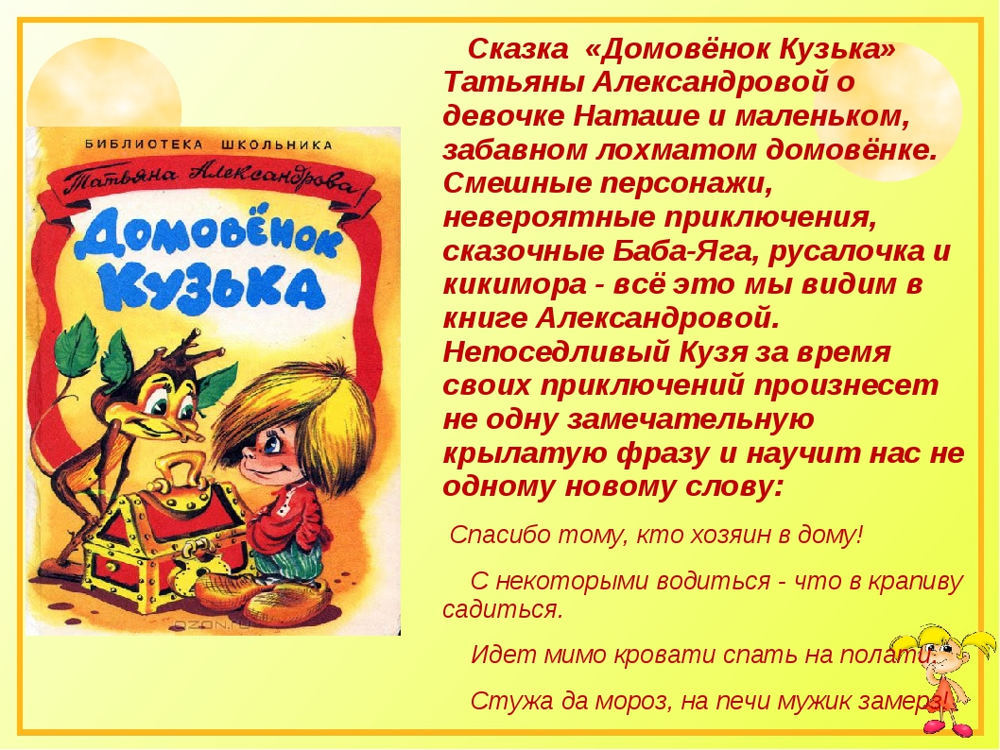 БИБЛИОТЕКА ШКОЛЬНИКА
Татьяна Александрова
ДОМОВЁНОК
КУЗЬКА
ozon.ru
Сказка «Домовёнок Кузька»
Татьяны Александровой о
девочке Наташе и маленьком,
забавном лохматом домовёнке.
Смешные персонажи,
невероятные приключения,
сказочные Баба-Яга, русалочка и
кикимора - всё это мы видим в
книге Александровой.
Непоседливый Кузя за время
своих приключений произнесет
не одну замечательную
крылатую фразу и научит нас не
одному новому слову:
Спасибо тому, кто хозяин в дому!
С некоторыми водиться - что в крапиву
садиться.
Идет мимо кровати спать на полати.
Стужа да мороз, на печи мужик замерз!